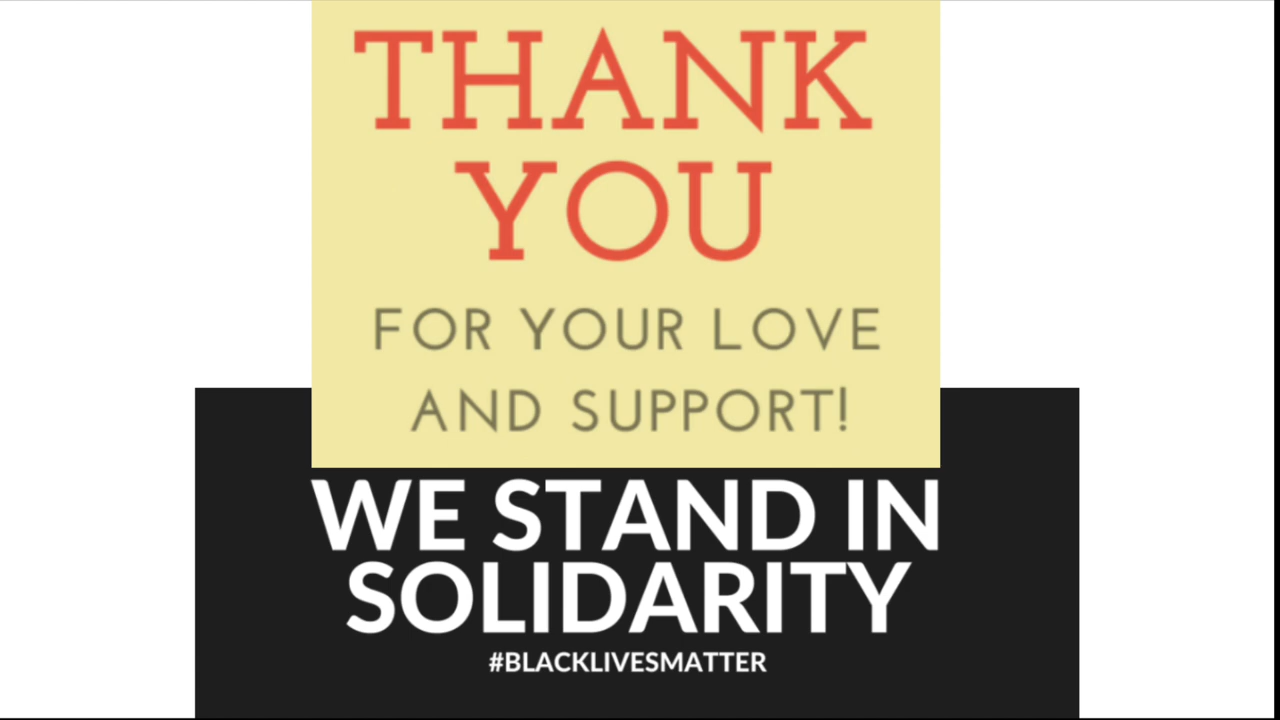 THANK
YOU
FOR YOUR LOVE
AND SUPPORT!
WE STAND IN
SOLIDARITY
#BLACKLIVESMATTER